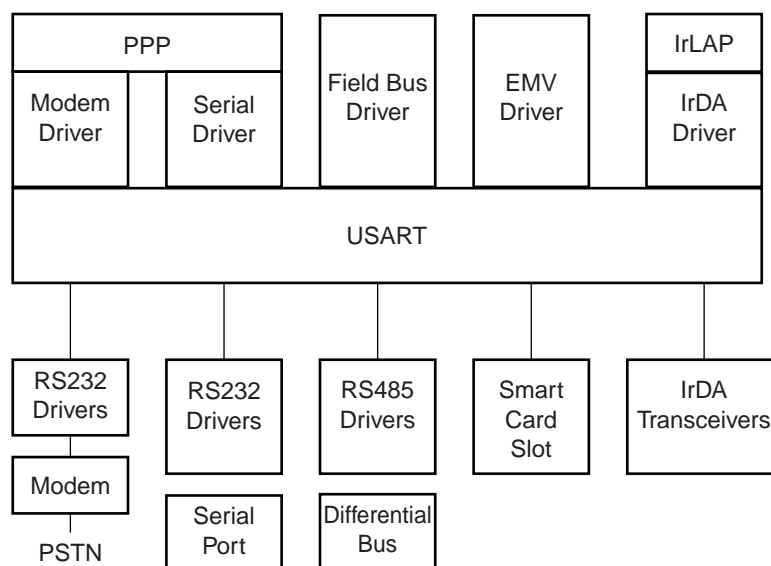 PPP
IrLAP
Modem
Driver
Serial
Driver
Field Bus
Driver
EMV
Driver
IrDA
Driver
USART
RS232
Drivers
RS232
Drivers
RS485
Drivers
Smart
Card
Slot
IrDA
Transceivers
Modem
Serial
Port
Differential
Bus
PSTN